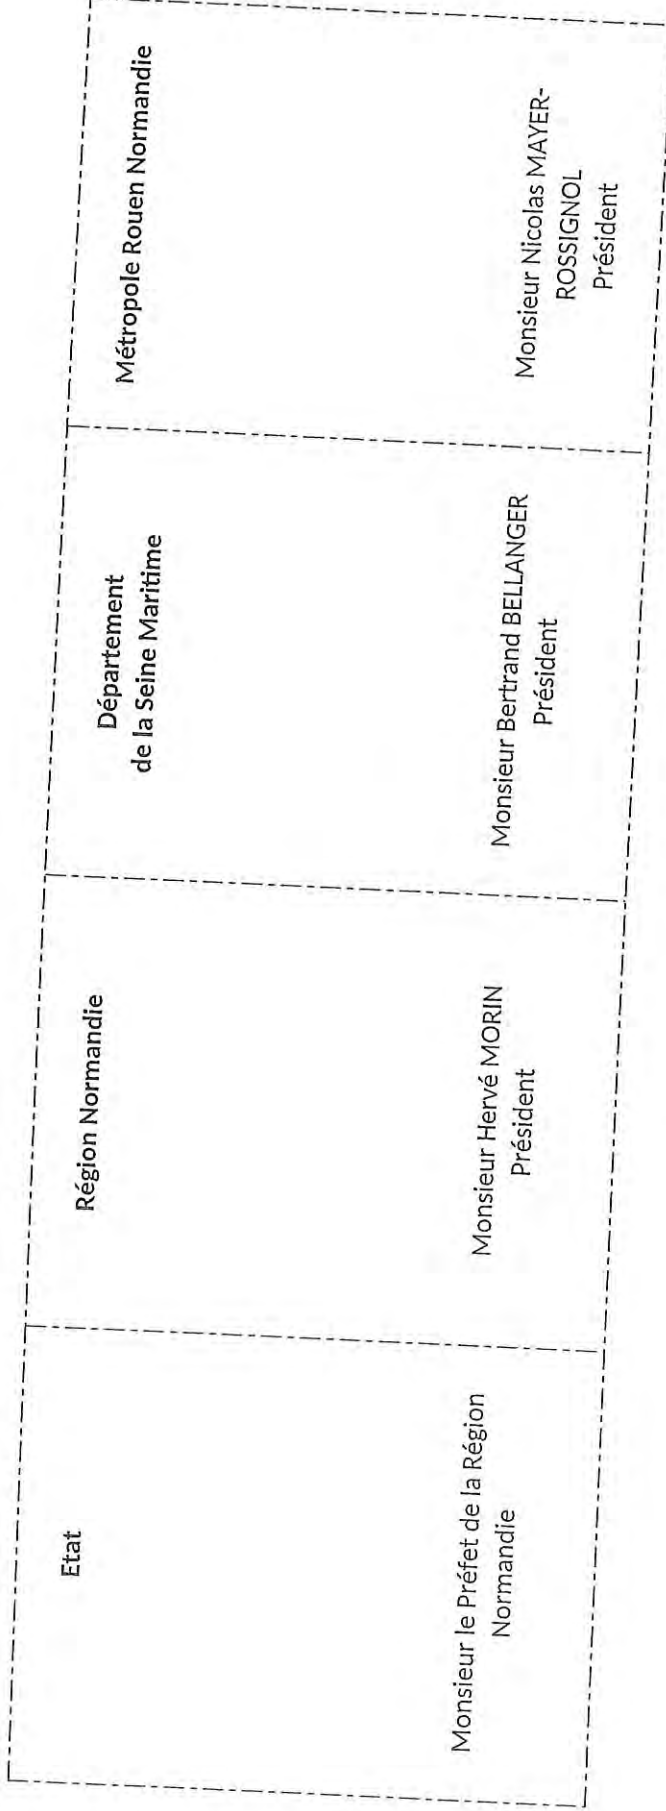 Etat
Monsieur le Préfet de la Région
Normandie
Région Normandie
Monsieur Hervé MORIN
Président
Département
de la Seine Maritime
Monsieur Bertrand BELLANGER
Président
Métropole Rouen Normandie
Monsieur Nicolas MAYER-
ROSSIGNOL
Président